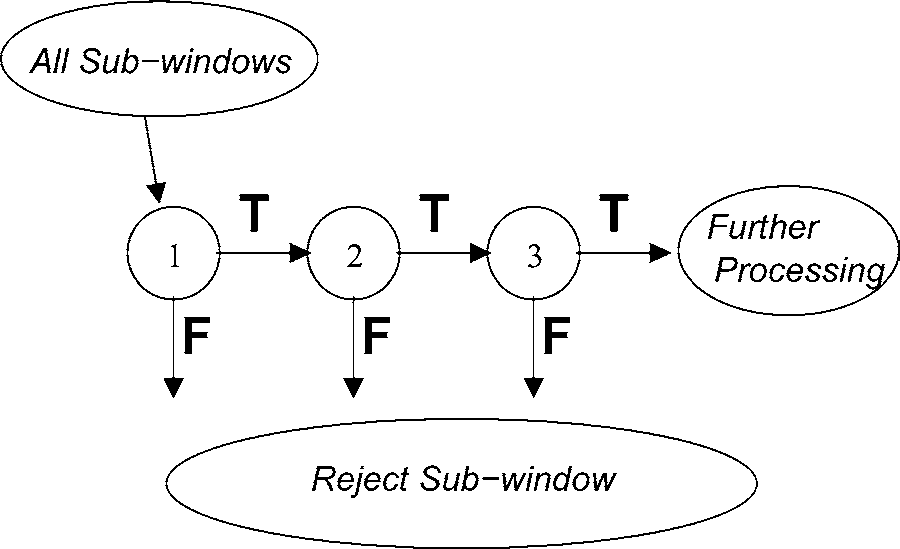 All Sub−windows
T T T
1 2 3
Further
Processing
F F F
Reject Sub−window